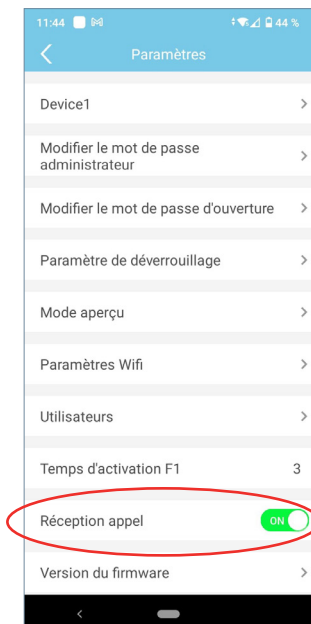 11:44 44 %
Paramètres
Device1
Modifier le mot de passe
administrateur
Modifier le mot de passe d'ouverture
Paramètre de déverrouillage
Mode aperçu
Paramètres Wifi
Utilisateurs
Temps d'activation F1 3
Réception appel ON
Version du firmware